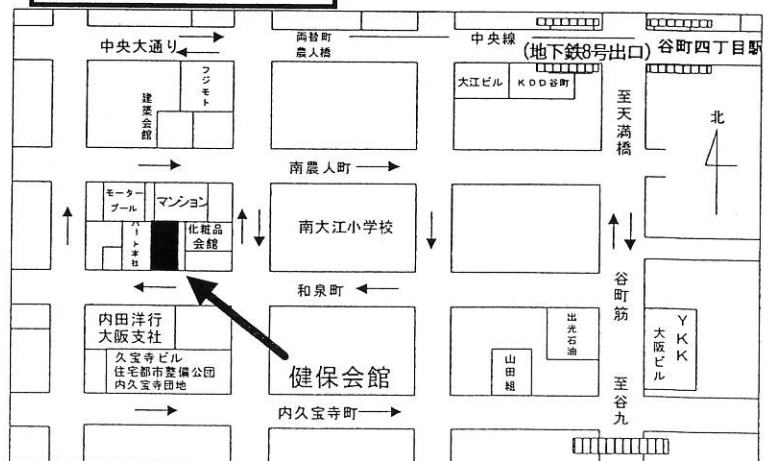 中央大通り
両替町
農人橋
中央線
(地下鉄8号出口)
谷町四丁目駅
フジモト
建築会館
大江ビル
KDD谷町
至天満橋
北
南農人町
モーター
プール
マンション
パート本社
化粧品
会館
南大江小学校
和泉町
谷町筋
内田洋行
大阪支社
久宝寺ビル
住宅都市整備公団
内久宝寺団地
健保会館
出光石油
山田組
YKK
大阪ビル
内久宝寺町
至谷九